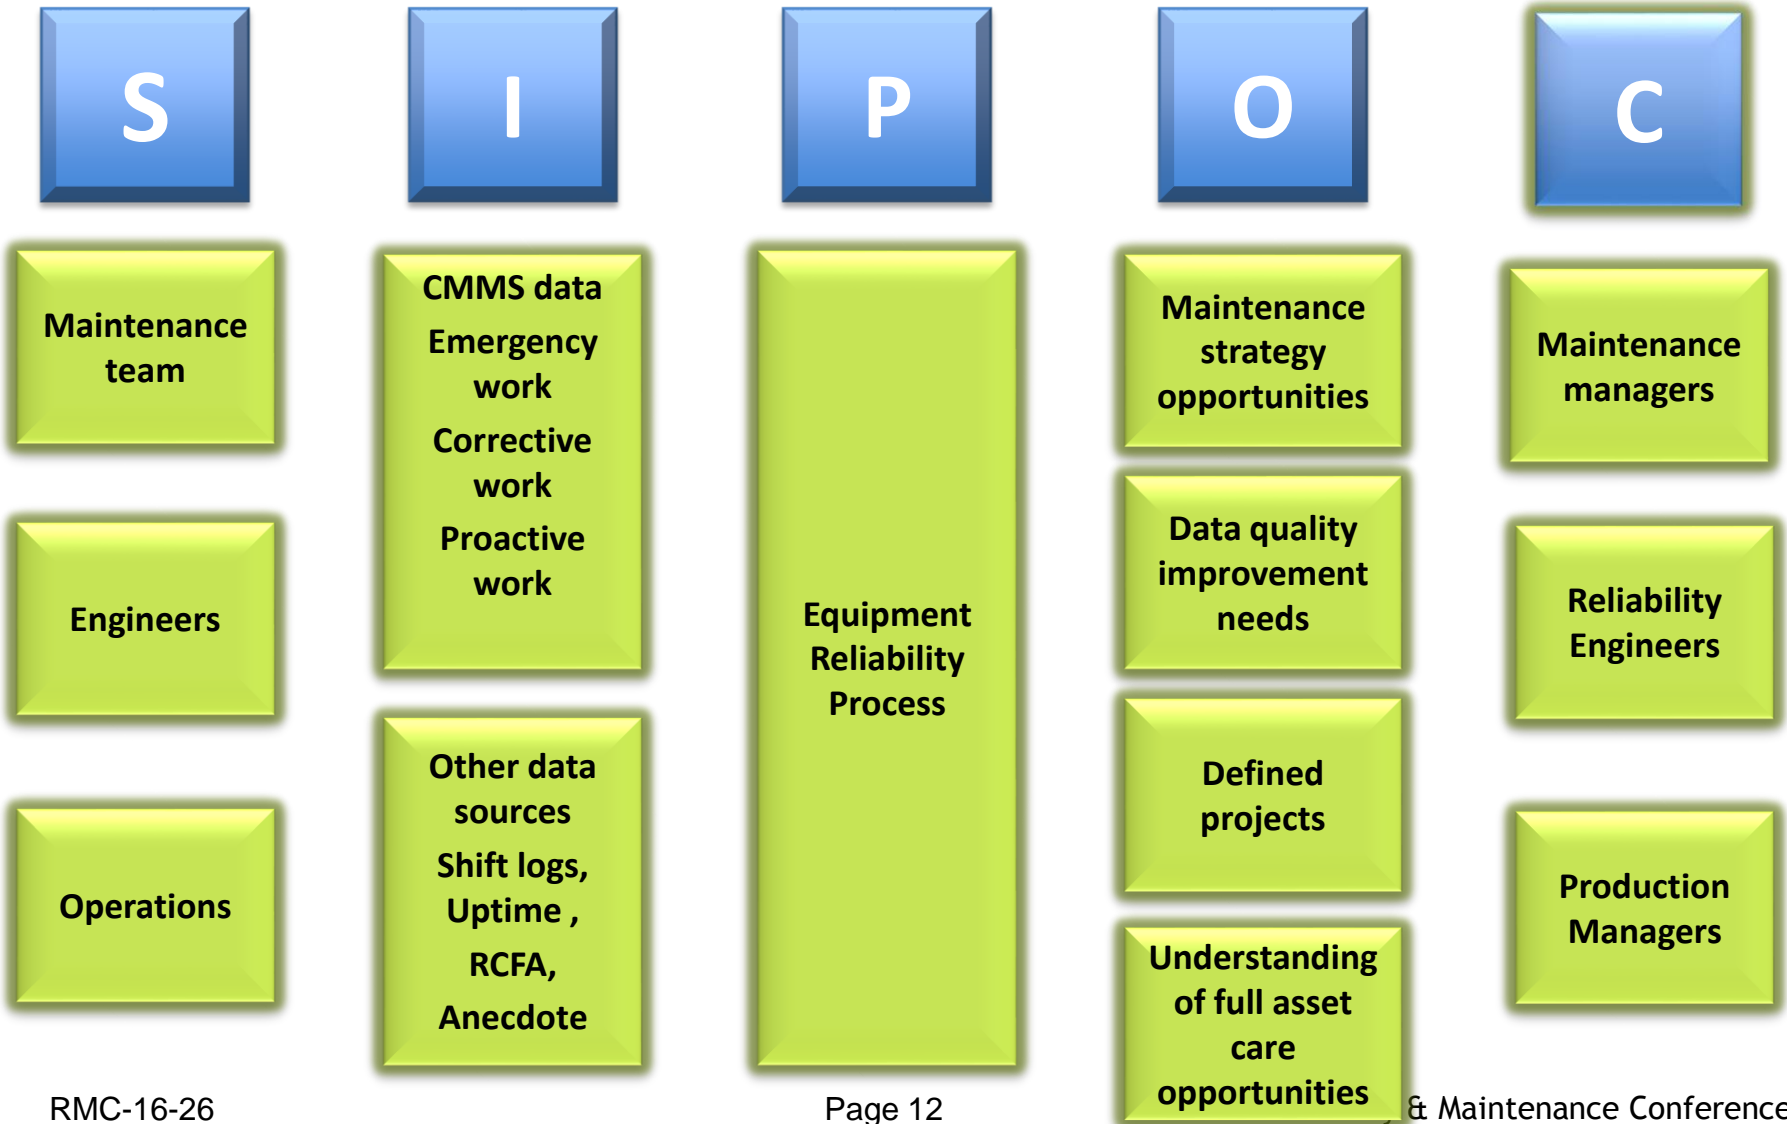 S
I
P
O
C
Maintenance
team
Engineers
Operations
CMMS data
Emergency
work
Corrective
work
Proactive
work
Other data
sources
Shift logs,
Uptime ,
RCFA,
Anecdote
Equipment
Reliability
Process
Maintenance
strategy
opportunities
Data quality
improvement
needs
Defined
projects
Understanding
of full asset
care
opportunities
Maintenance
managers
Reliability
Engineers
Production
Managers
RMC-16-26
Page 12
& Maintenance Conference